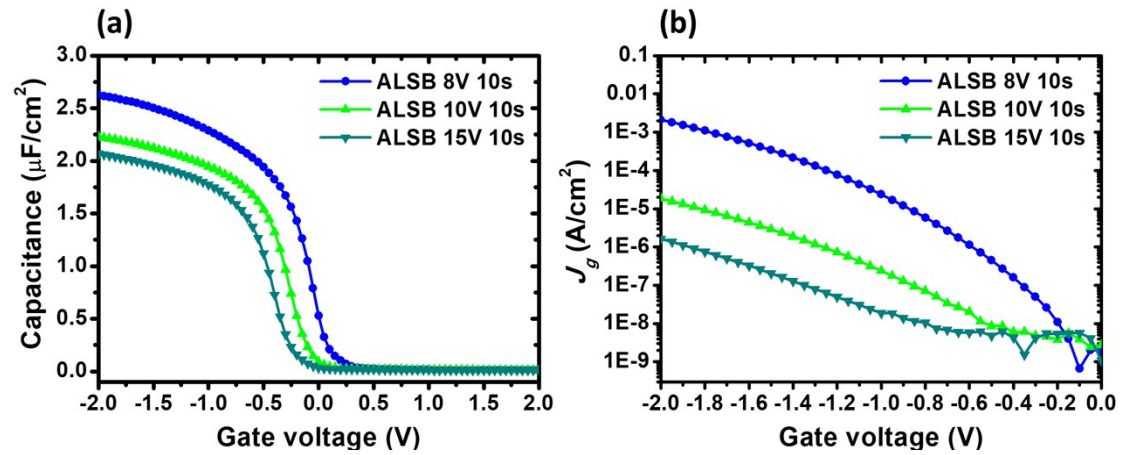 (a)
3.0
2.5
2.0
1.5
1.0
0.5
0.0
Capacitance (μF/cm²)
ALSB 8V 10s
ALSB 10V 10s
ALSB 15V 10s
-2.0 -1.5 -1.0 -0.5 0.0 0.5 1.0 1.5 2.0
Gate voltage (V)
(b)
0.1
0.01
1E-3
1E-4
1E-5
1E-6
1E-7
1E-8
1E-9
Jg (A/cm²)
ALSB 8V 10s
ALSB 10V 10s
ALSB 15V 10s
-2.0 -1.8 -1.6 -1.4 -1.2 -1.0 -0.8 -0.6 -0.4 -0.2 0.0
Gate voltage (V)